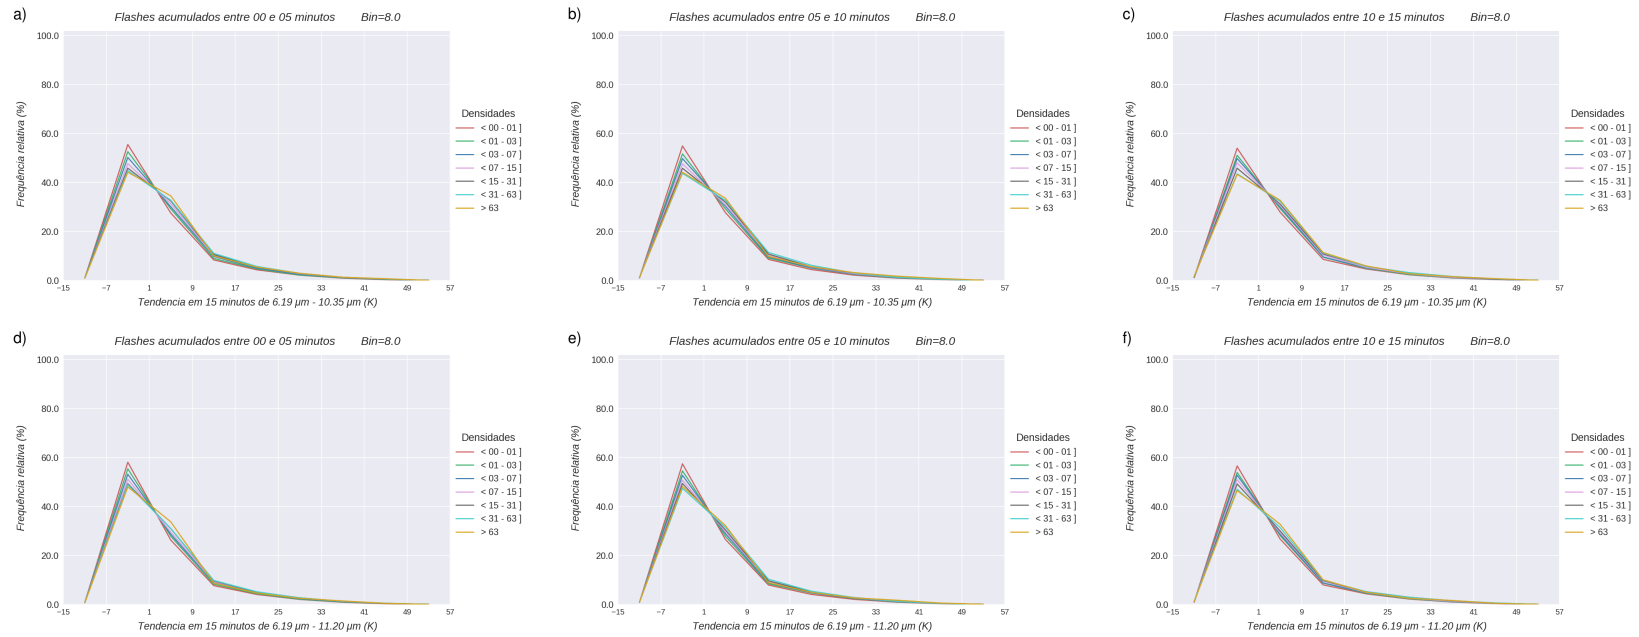 a)
Flashes acumulados entre 00 e 05 minutos Bin=8.0
Frequência relativa (%)
100.0
80.0
60.0
40.0
20.0
0.0
−15 −7 1 9 17 25 33 41 49 57
Tendencia em 15 minutos de 6.19 μm - 10.35 μm (K)
Densidades
< 00 - 01 ]
< 01 - 03 ]
< 03 - 07 ]
< 07 - 15 ]
< 15 - 31 ]
< 31 - 63 ]
> 63
b)
Flashes acumulados entre 05 e 10 minutos Bin=8.0
Frequência relativa (%)
100.0
80.0
60.0
40.0
20.0
0.0
−15 −7 1 9 17 25 33 41 49 57
Tendencia em 15 minutos de 6.19 μm - 10.35 μm (K)
Densidades
< 00 - 01 ]
< 01 - 03 ]
< 03 - 07 ]
< 07 - 15 ]
< 15 - 31 ]
< 31 - 63 ]
> 63
c)
Flashes acumulados entre 10 e 15 minutos Bin=8.0
Frequência relativa (%)
100.0
80.0
60.0
40.0
20.0
0.0
−15 −7 1 9 17 25 33 41 49 57
Tendencia em 15 minutos de 6.19 μm - 10.35 μm (K)
Densidades
< 00 - 01 ]
< 01 - 03 ]
< 03 - 07 ]
< 07 - 15 ]
< 15 - 31 ]
< 31 - 63 ]
> 63
d)
Flashes acumulados entre 00 e 05 minutos Bin=8.0
Frequência relativa (%)
100.0
80.0
60.0
40.0
20.0
0.0
−15 −7 1 9 17 25 33 41 49 57
Tendencia em 15 minutos de 6.19 μm - 11.20 μm (K)
Densidades
< 00 - 01 ]
< 01 - 03 ]
< 03 - 07 ]
< 07 - 15 ]
< 15 - 31 ]
< 31 - 63 ]
> 63
e)
Flashes acumulados entre 05 e 10 minutos Bin=8.0
Frequência relativa (%)
100.0
80.0
60.0
40.0
20.0
0.0
−15 −7 1 9 17 25 33 41 49 57
Tendencia em 15 minutos de 6.19 μm - 11.20 μm (K)
Densidades
< 00 - 01 ]
< 01 - 03 ]
< 03 - 07 ]
< 07 - 15 ]
< 15 - 31 ]
< 31 - 63 ]
> 63
f)
Flashes acumulados entre 10 e 15 minutos Bin=8.0
Frequência relativa (%)
100.0
80.0
60.0
40.0
20.0
0.0
−15 −7 1 9 17 25 33 41 49 57
Tendencia em 15 minutos de 6.19 μm - 11.20 μm (K)
Densidades
< 00 - 01 ]
< 01 - 03 ]
< 03 - 07 ]
< 07 - 15 ]
< 15 - 31 ]
< 31 - 63 ]
> 63